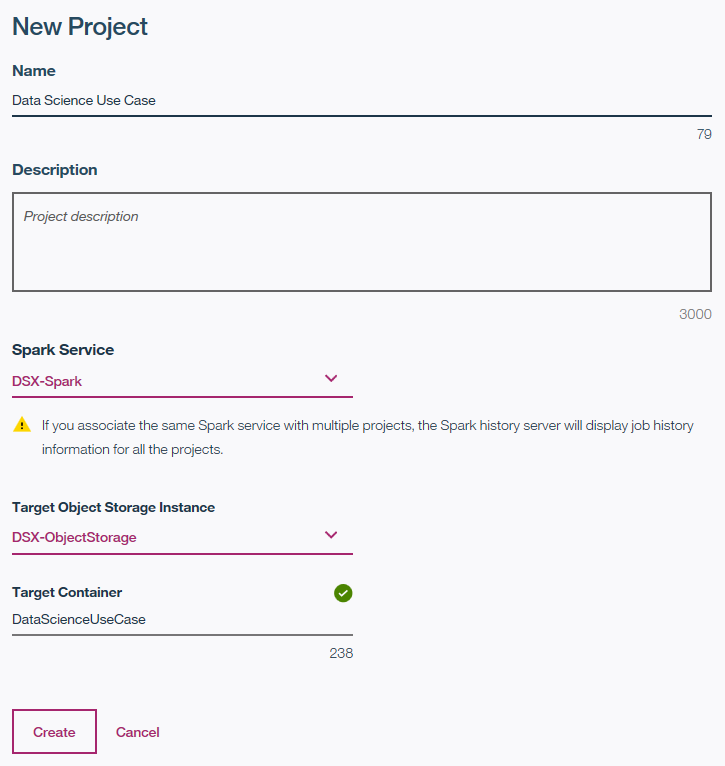 New Project
Name
Data Science Use Case
79
Description
Project description
3000
Spark Service
DSX-Spark
If you associate the same Spark service with multiple projects, the Spark history server will display job history
information for all the projects.
Target Object Storage Instance
DSX-ObjectStorage
Target Container
DataScienceUseCase
238
Create Cancel